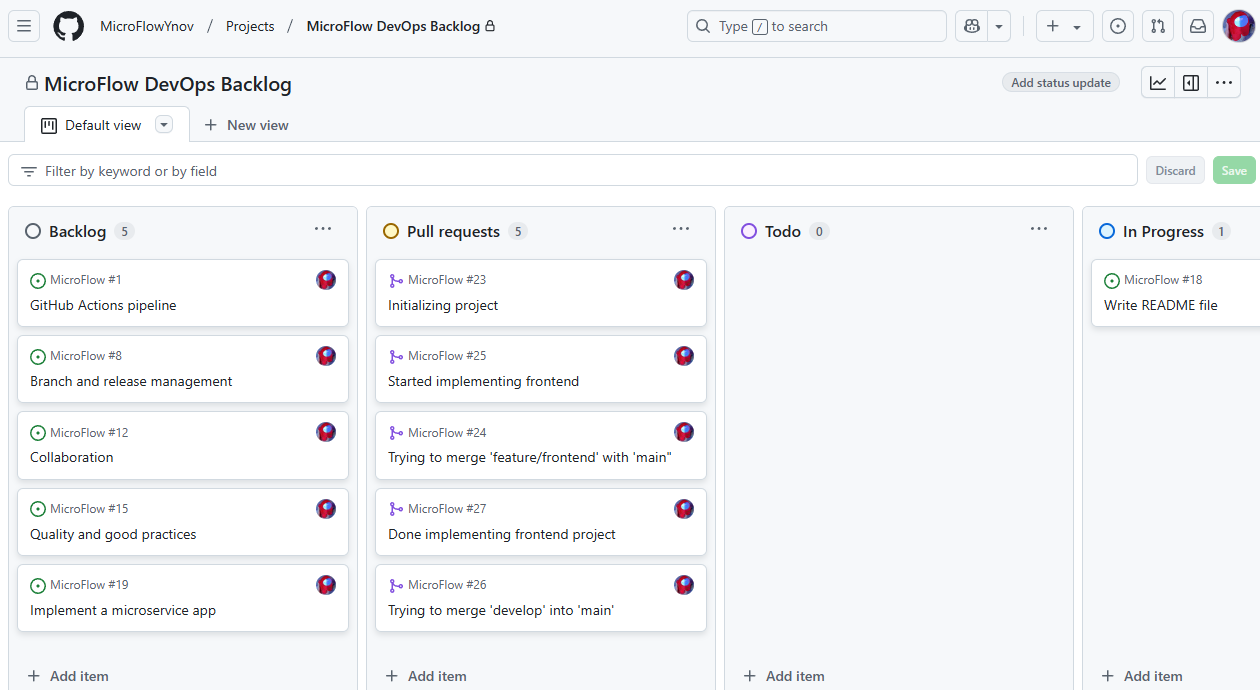 MicroFlowYnov / Projects / MicroFlow DevOps Backlog
Type / to search
MicroFlow DevOps Backlog
Add status update
Default view
New view
Filter by keyword or by field
Discard
Save
Backlog 5
MicroFlow #1
GitHub Actions pipeline
MicroFlow #8
Branch and release management
MicroFlow #12
Collaboration
MicroFlow #15
Quality and good practices
MicroFlow #19
Implement a microservice app
+ Add item
Pull requests 5
MicroFlow #23
Initializing project
MicroFlow #25
Started implementing frontend
MicroFlow #24
Trying to merge 'feature/frontend' with 'main"
MicroFlow #27
Done implementing frontend project
MicroFlow #26
Trying to merge 'develop' into 'main'
+ Add item
Todo 0
+ Add item
In Progress 1
MicroFlow #18
Write README file
+ Add item